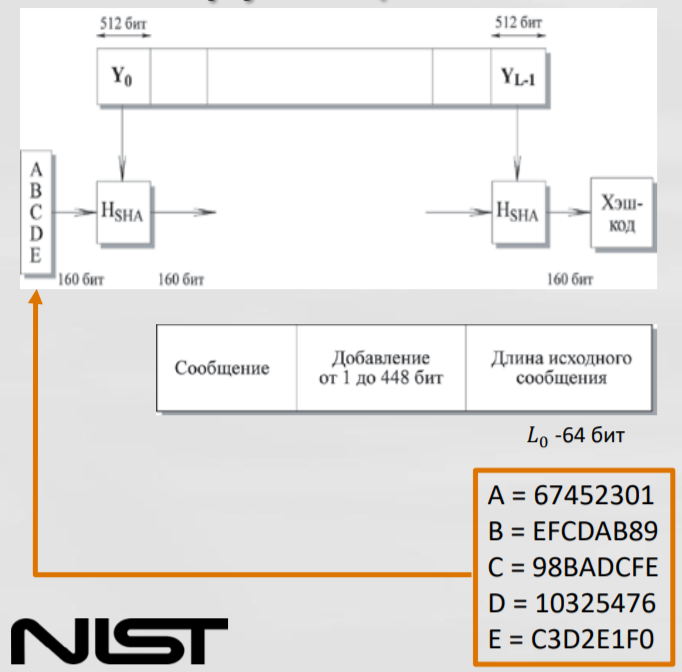 512 бит 512 бит
Y0 YL-1
A
B
C
D
E
HSHA HSHA Хэш-
код
160 бит 160 бит 160 бит
Сообщение
Добавление
от 1 до 448 бит
Длина исходного
сообщения
L0 -64 бит
A = 67452301
B = EFCDAB89
C = 98BADCFE
D = 10325476
E = C3D2E1F0
NIST